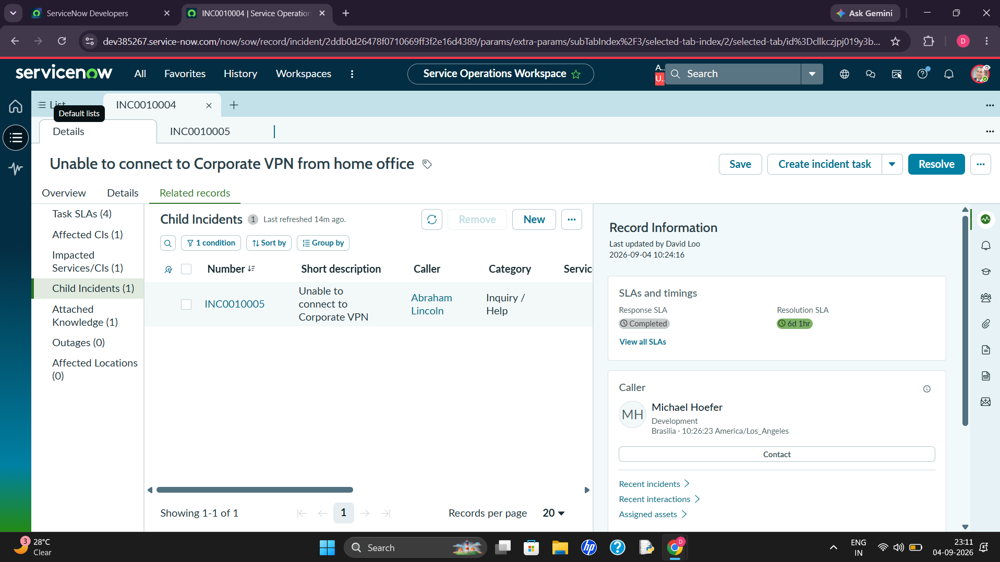 ServiceNow Developers
INC0010004 | Service Operation
Ask Gemini
dev385267.service-now.com/now/sow/record/incident/2ddb0d26478f0710669ff3f2e16d4389/params/extra-params/subTabIndex%2F3/selected-tab-index/2/selected-tab/id%3Dcllkczjpj019y3b...
D
servicenow
All
Favorites
History
Workspaces
Service Operations Workspace
A..
U..
Search
List
INC0010004
Default lists
Details
INC0010005
Unable to connect to Corporate VPN from home office
Save
Create incident task
Resolve
Overview
Details
Related records
Task SLAs (4)
Affected CIs (1)
Impacted
Services/CIs (1)
Child Incidents (1)
Attached
Knowledge (1)
Outages (0)
Affected Locations
(0)
Child Incidents 1 Last refreshed 14m ago.
Remove
New
1 condition
Sort by
Group by
Number
Short description
Caller
Category
Servic
INC0010005
Unable to
connect to
Corporate VPN
Abraham
Lincoln
Inquiry /
Help
Showing 1-1 of 1
1
Records per page
20
Record Information
Last updated by David Loo
2026-09-04 10:24:16
SLAs and timings
Response SLA
Completed
Resolution SLA
6d 1hr
View all SLAs
Caller
MH
Michael Hoefer
Development
Brasilia · 10:26:23 America/Los_Angeles
Contact
Recent incidents
Recent interactions
Assigned assets
3
28°C
Clear
Search
hp
D
ENG
IN
23:11
04-09-2026